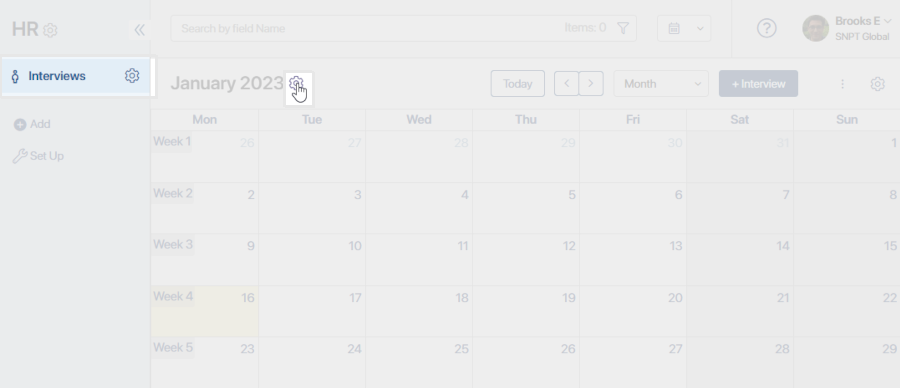 HR
Search by field Name
Items: 0
Brooks E
SNPT Global
Interviews
January 2023
Today
Month
+ Interview
Add
Set Up
Mon Tue Wed Thu Fri Sat Sun
Week 1 26 27 28 29 30 31 1
Week 2 2 3 4 5 6 7 8
Week 3 9 10 11 12 13 14 15
Week 4 16 17 18 19 20 21 22
Week 5 23 24 25 26 27 28 29